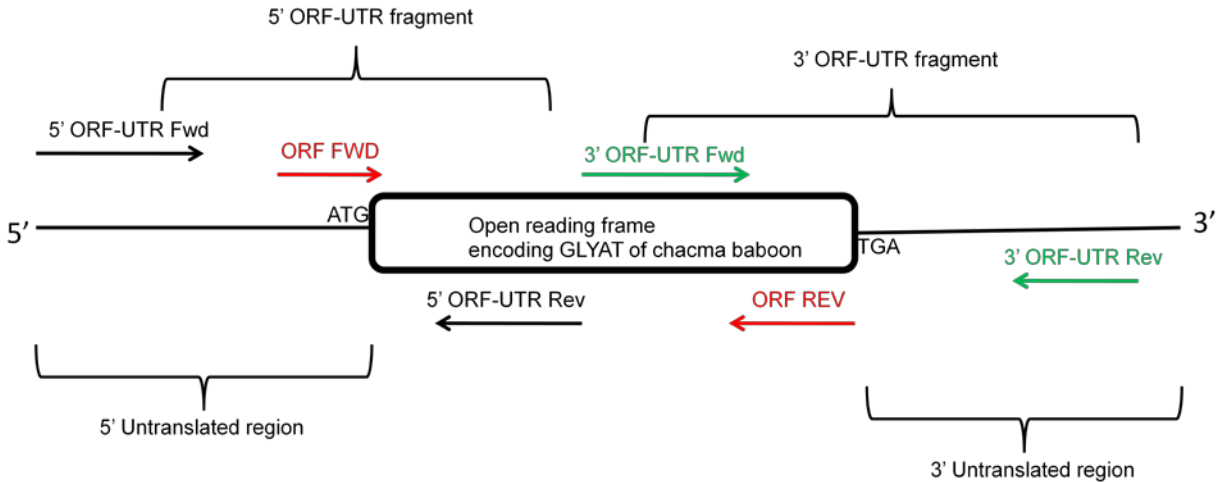 5’ ORF-UTR fragment
3’ ORF-UTR fragment
5’ ORF-UTR Fwd
ORF FWD
3’ ORF-UTR Fwd
ATG
5’
Open reading frame
encoding GLYAT of chacma baboon
3’
TGA
3’ ORF-UTR Rev
5’ ORF-UTR Rev
ORF REV
5’ Untranslated region
3’ Untranslated region